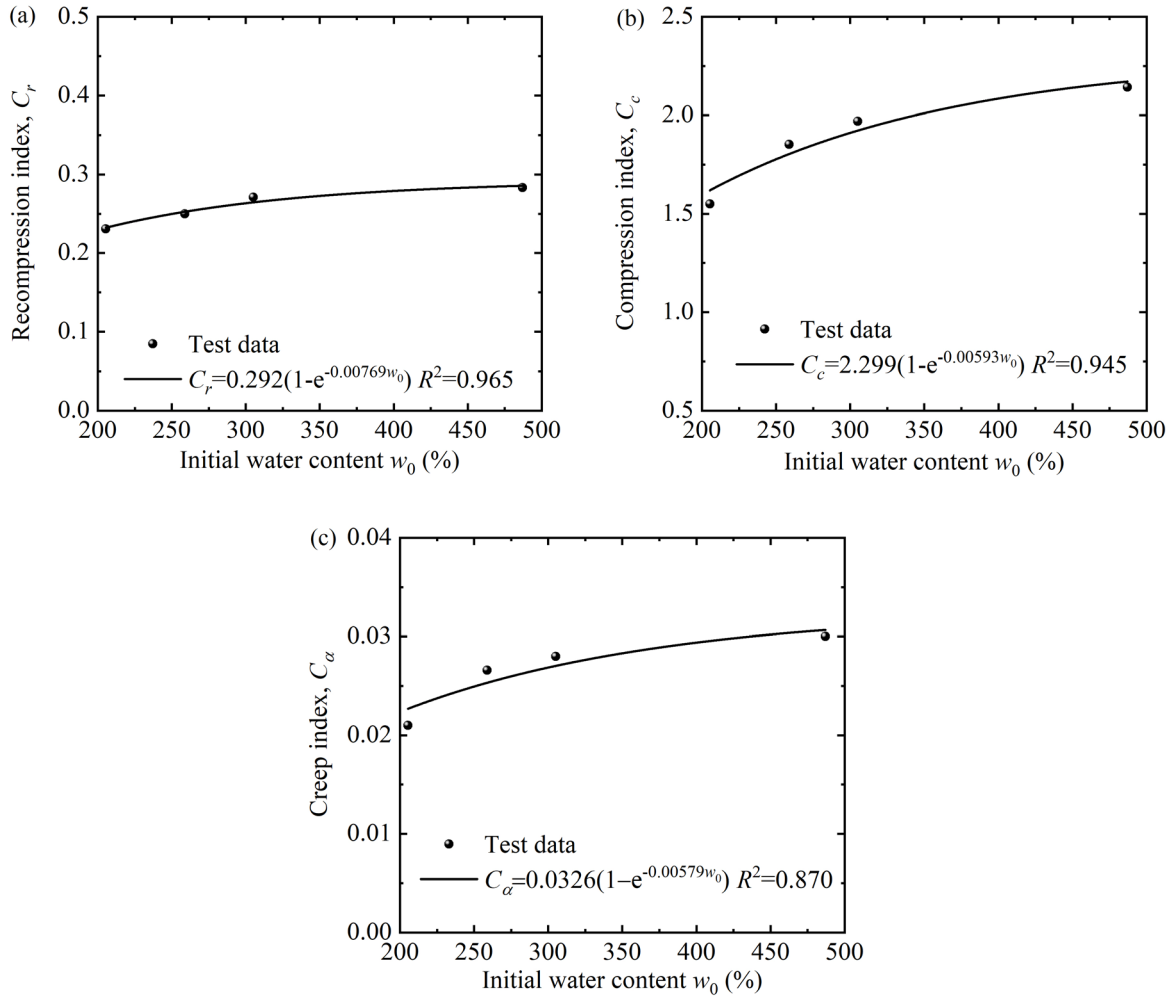 (a)
0.5
0.4
0.3
0.2
0.1
0.0
Recompression index, Cᵣ
Test data
Cᵣ=0.292(1-e^-0.00769w₀) R²=0.965
200 250 300 350 400 450 500
Initial water content w₀ (%)
(b)
2.5
2.0
1.5
1.0
0.5
Compression index, C_c
Test data
C_c=2.299(1-e^-0.00593w₀) R²=0.945
200 250 300 350 400 450 500
Initial water content w₀ (%)
(c)
0.04
0.03
0.02
0.01
0.00
Creep index, C_α
Test data
C_α=0.0326(1−e^-0.00579w₀) R²=0.870
200 250 300 350 400 450 500
Initial water content w₀ (%)